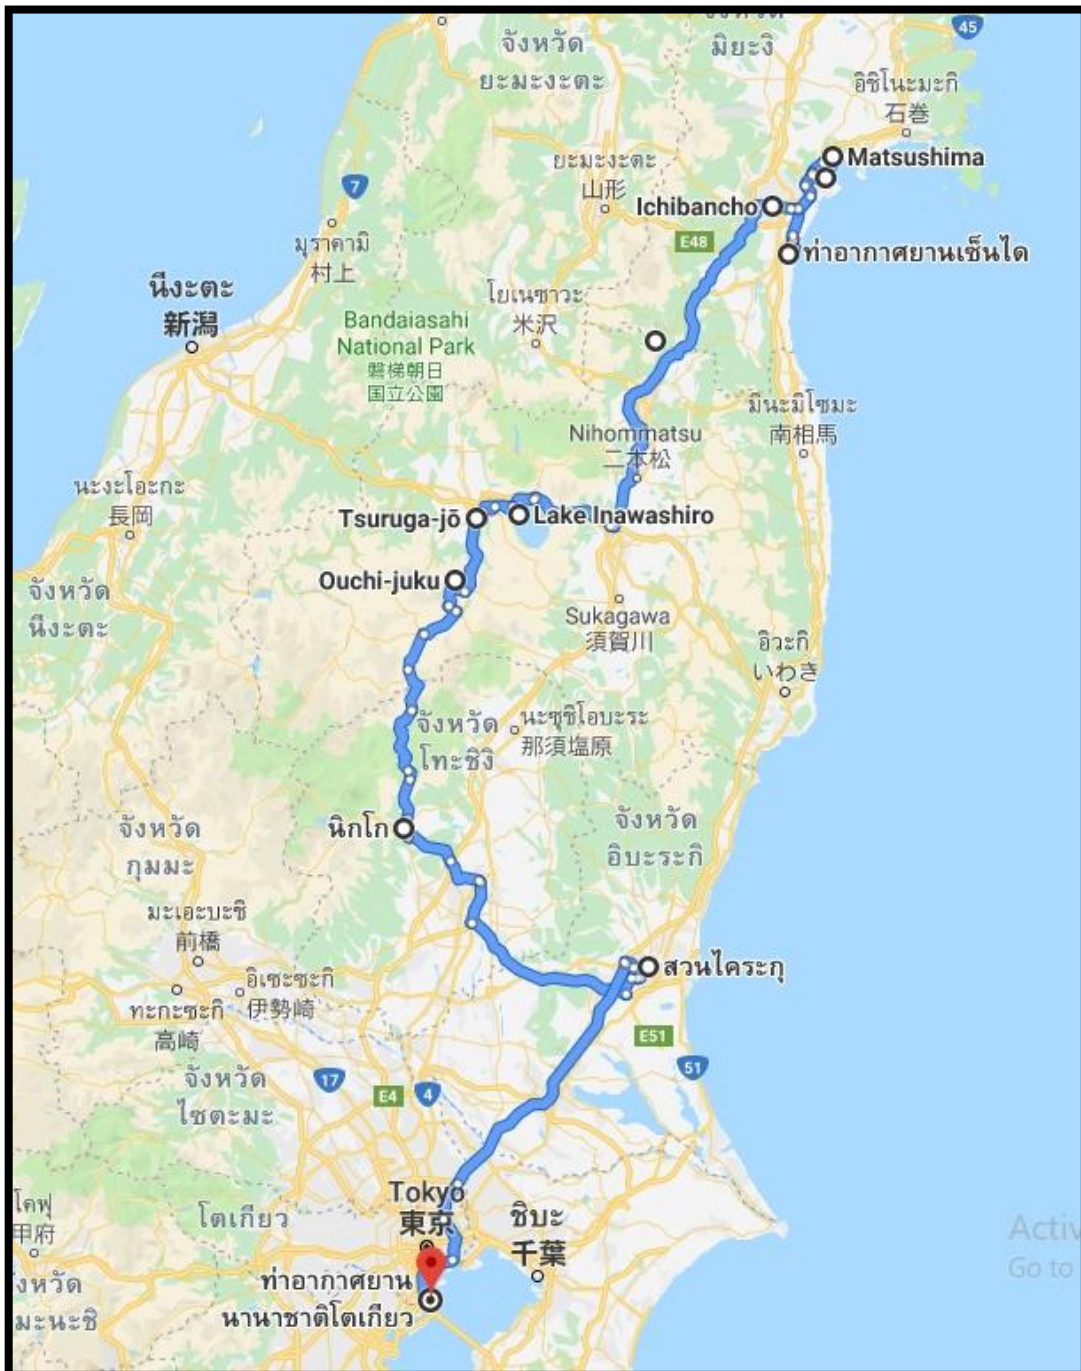 จังหวัด
มิยะงิ
45
จังหวัด
ยะมะงะตะ
อิชิโนะมะกิ
石巻
Matsushima
ยะมะงะตะ
山形
7
Ichibancho
E48
ท่าอากาศยานเซ็นได
มุราคามิ
村上
นีงะตะ
新潟
โยเนซาวะ
米沢
Bandaiasahi
National Park
磐梯朝日
国立公園
มินะมิโซมะ
南相馬
Nihommatsu
二本松
นะงะโอะกะ
長岡
Tsuruga-jō
Lake Inawashiro
Ouchi-juku
จังหวัด
นีงะตะ
Sukagawa
須賀川
อิวะกิ
いわき
จังหวัด
โทะชิงิ
นะซุชิโอบะระ
那須塩原
นิกโก
จังหวัด
กุมมะ
จังหวัด
อิบะระกิ
มะเอะบะชิ
前橋
สวนไคระกุ
อิเซะซะกิ
伊勢崎
ทะกะซะกิ
高崎
E51
51
จังหวัด
ไซตะมะ
17
E4
4
โคฟุ
甲府
โตเกียว
Tokyo
東京
ชิบะ
千葉
Activ
Go to
ท่าอากาศยาน
นานาชาติโตเกียว